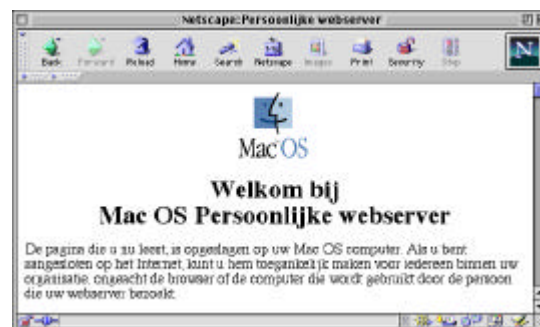 Netscape: Persoonlijke webserver
Back Forward Reload Home Search Netscape Images Print Security Stop
N
Mac OS
Welkom bij
Mac OS Persoonlijke webserver
De pagina die u nu leest, is opgeslagen op uw Mac OS computer. Als u bent
aangesloten op het Internet, kunt u hem toegankelijk maken voor iedereen binnen uw
organisatie, ongeacht de browser of de computer die wordt gebruikt door de persoon
die uw webserver bezoekt.